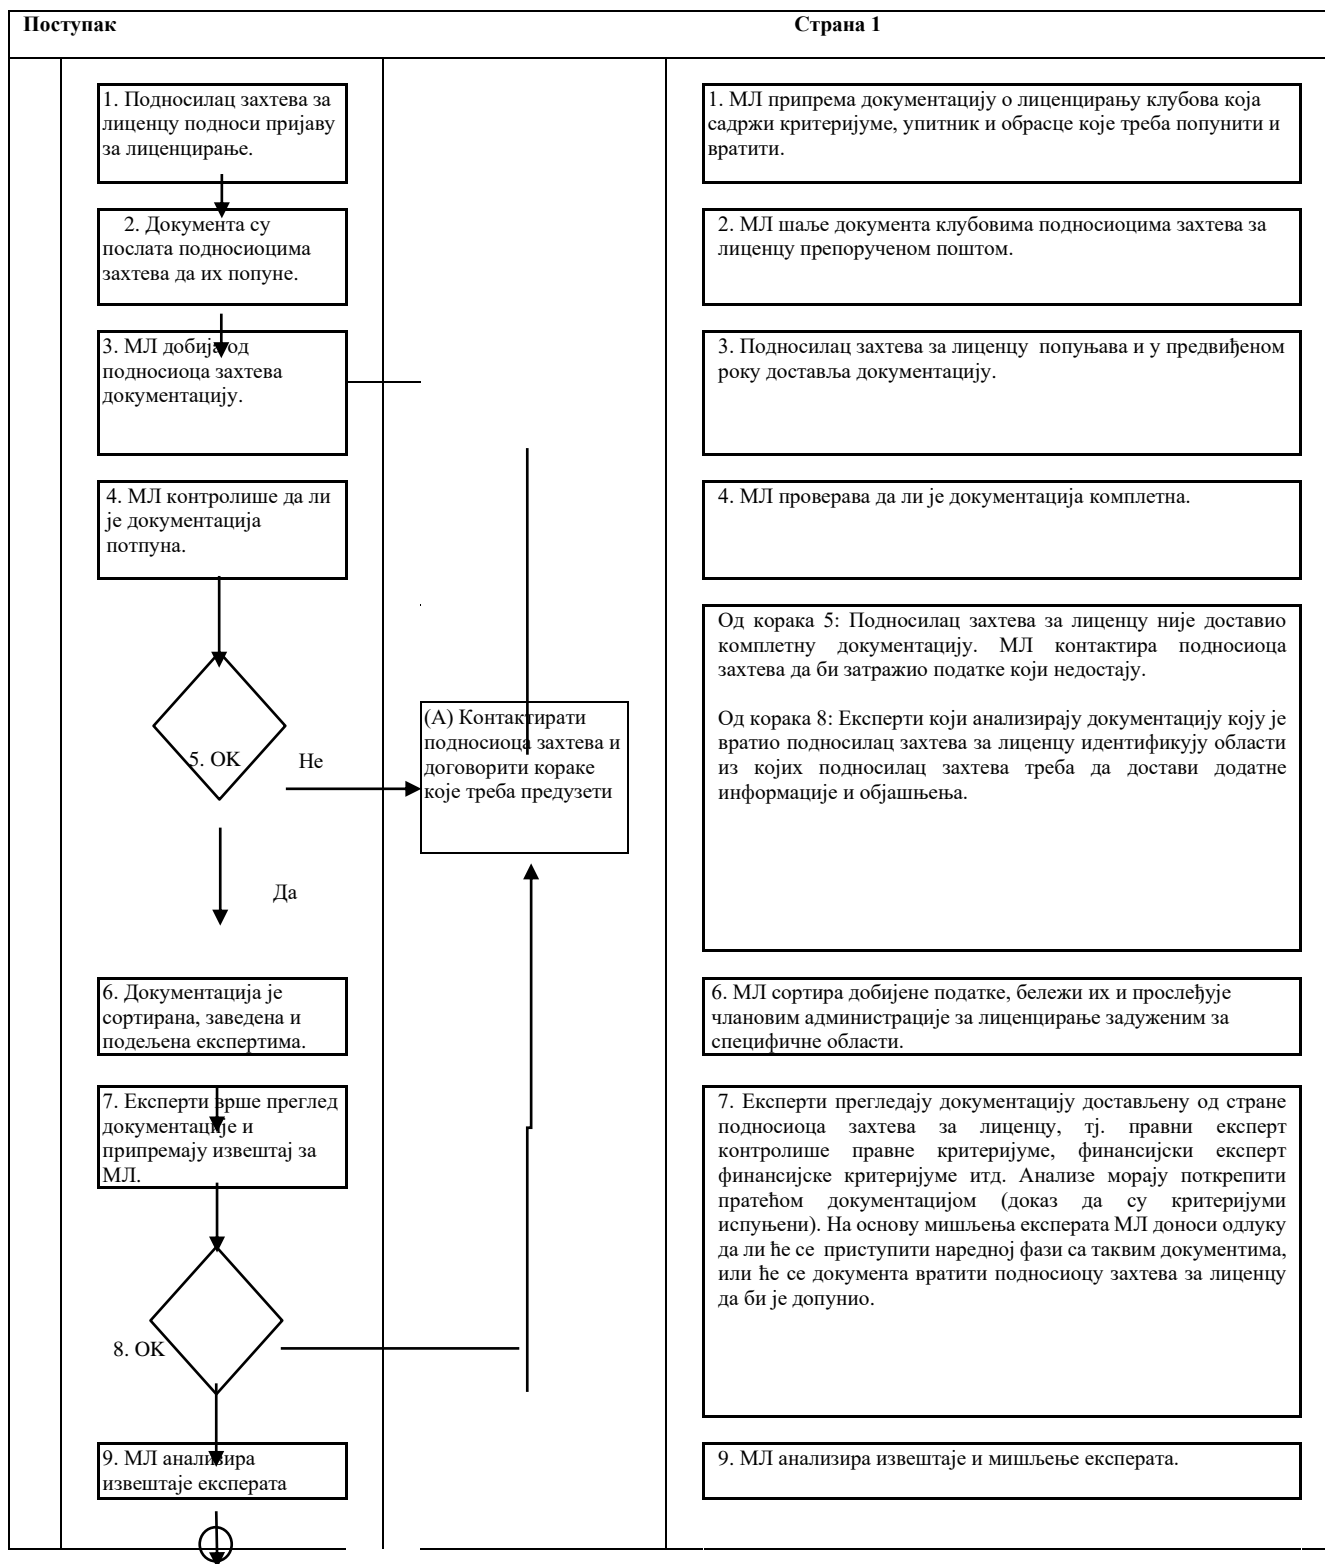 Поступак
Страна 1
1. Подносилац захтева за
лиценцу подноси пријаву
за лиценцирање.
1. МЛ припрема документацију о лиценцирању клубова која
садржи критеријуме, упитник и обрасце које треба попунити и
вратити.
2. Документа су
послата подносиоцима
захтева да их попуне.
2. МЛ шаље документа клубовима подносиоцима захтева за
лиценцу препорученом поштом.
3. МЛ добија од
подносиоца захтева
документацију.
3. Подносилац захтева за лиценцу попуњава и у предвиђеном
року доставља документацију.
4. МЛ контролише да ли
је документација
потпуна.
4. МЛ проверава да ли је документација комплетна.
5. ОК
Не
Да
(А) Контактирати
подносиоца захтева и
договорити кораке
које треба предузети
Од корака 5: Подносилац захтева за лиценцу није доставио
комплетну документацију. МЛ контактира подносиоца
захтева да би затражио податке који недостају.
Од корака 8: Експерти који анализирају документацију коју је
вратио подносилац захтева за лиценцу идентификују области
из којих подносилац захтева треба да достави додатне
информације и објашњења.
6. Документација је
сортирана, заведена и
подељена експертима.
6. МЛ сортира добијене податке, бележи их и прослеђује
члановим администрације за лиценцирање задуженим за
специфичне области.
7. Експерти врше преглед
документације и
припремају извештај за
МЛ.
7. Експерти прегледају документацију достављену од стране
подносиоца захтева за лиценцу, тј. правни експерт
контролише правне критеријуме, финансијски експерт
финансијске критеријуме итд. Анализе морају поткрепити
пратећом документацијом (доказ да су критеријуми
испуњени). На основу мишљења експерата МЛ доноси одлуку
да ли ће се приступити наредној фази са таквим документима,
или ће се документа вратити подносиоцу захтева за лиценцу
да би је допунио.
8. ОК
9. МЛ анализира
извештаје експерата
9. МЛ анализира извештаје и мишљење експерата.